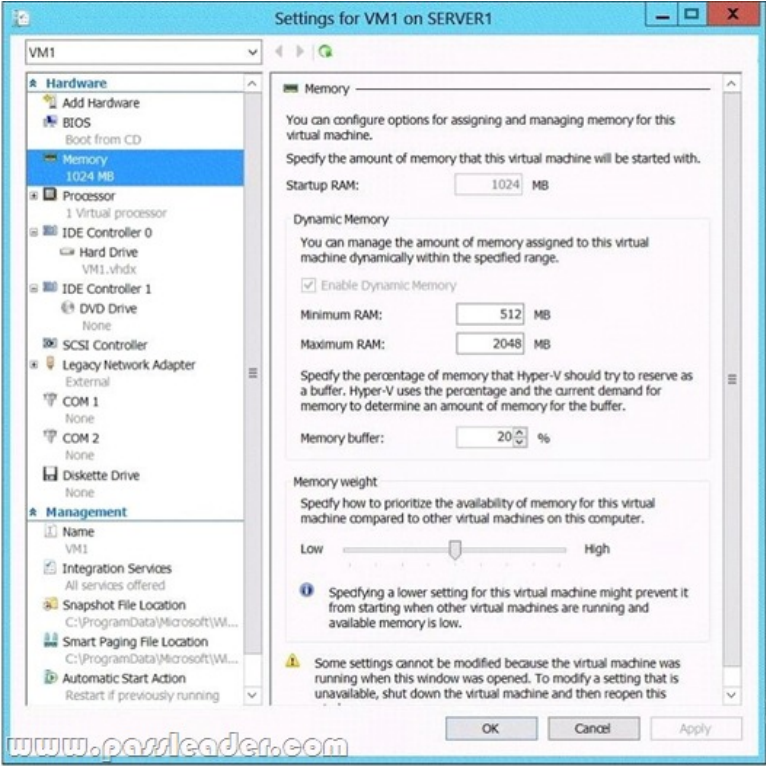 Settings for VM1 on SERVER1
VM1
Hardware
Add Hardware
BIOS
Boot from CD
Memory
1024 MB
Processor
1 Virtual processor
IDE Controller 0
Hard Drive
VM1.vhdx
IDE Controller 1
DVD Drive
None
SCSI Controller
Legacy Network Adapter
External
COM 1
None
COM 2
None
Diskette Drive
None
Management
Name
VM1
Integration Services
All services offered
Snapshot File Location
C:\ProgramData\Microsoft\Wi...
Smart Paging File Location
C:\ProgramData\Microsoft\Wi...
Automatic Start Action
Restart if previously running
Memory
You can configure options for assigning and managing memory for this
virtual machine.
Specify the amount of memory that this virtual machine will be started with.
Startup RAM: 1024 MB
Dynamic Memory
You can manage the amount of memory assigned to this virtual
machine dynamically within the specified range.
Enable Dynamic Memory
Minimum RAM: 512 MB
Maximum RAM: 2048 MB
Specify the percentage of memory that Hyper-V should try to reserve as
a buffer. Hyper-V uses the percentage and the current demand for
memory to determine an amount of memory for the buffer.
Memory buffer: 20 %
Memory weight
Specify how to prioritize the availability of memory for this virtual
machine compared to other virtual machines on this computer.
Low High
Specifying a lower setting for this virtual machine might prevent it
from starting when other virtual machines are running and
available memory is low.
Some settings cannot be modified because the virtual machine was
running when this window was opened. To modify a setting that is
unavailable, shut down the virtual machine and then reopen this
OK Cancel Apply
www.passleader.com